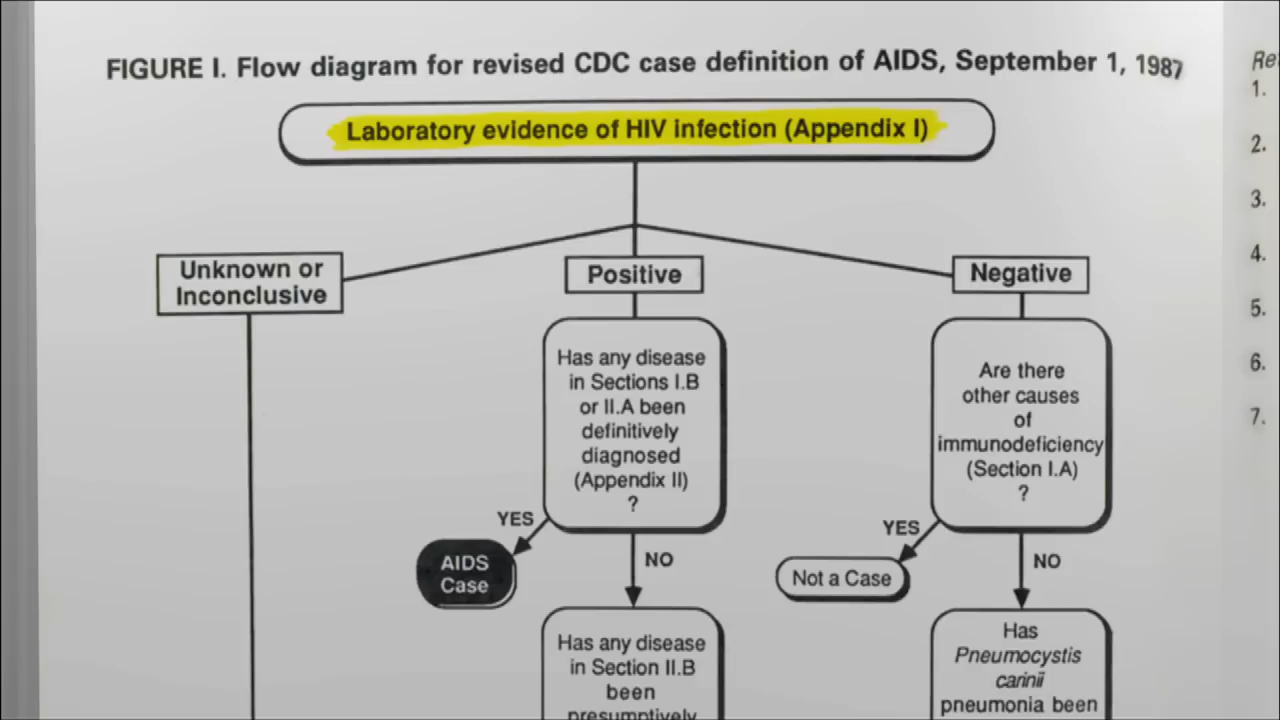 FIGURE I. Flow diagram for revised CDC case definition of AIDS, September 1, 1987
Laboratory evidence of HIV infection (Appendix I)
Unknown or
Inconclusive
Positive
Negative
Has any disease
in Sections I.B
or II.A been
definitively
diagnosed
(Appendix II)
?
YES
AIDS
Case
NO
Has any disease
in Section II.B
been
presumptively
Are there
other causes
of
immunodeficiency
(Section I.A)
?
YES
Not a Case
NO
Has
Pneumocystis
carinii
pneumonia been
1.
2.
3.
4.
5.
6.
7.